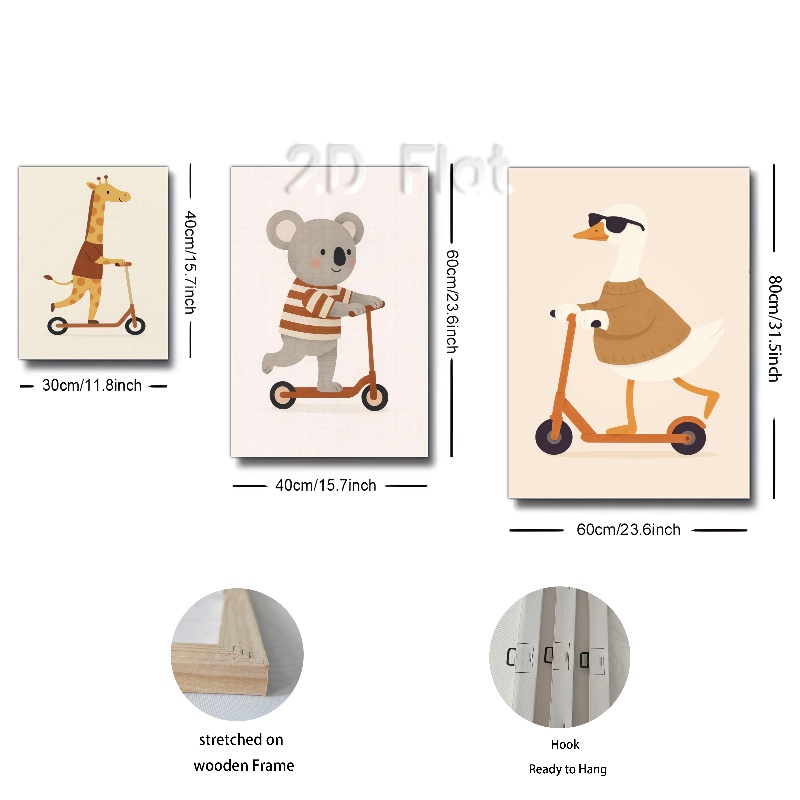 2D Flat
40cm/15.7inch
30cm/11.8inch
60cm/23.6inch
40cm/15.7inch
80cm/31.5inch
60cm/23.6inch
stretched on
wooden Frame
Hook
Ready to Hang